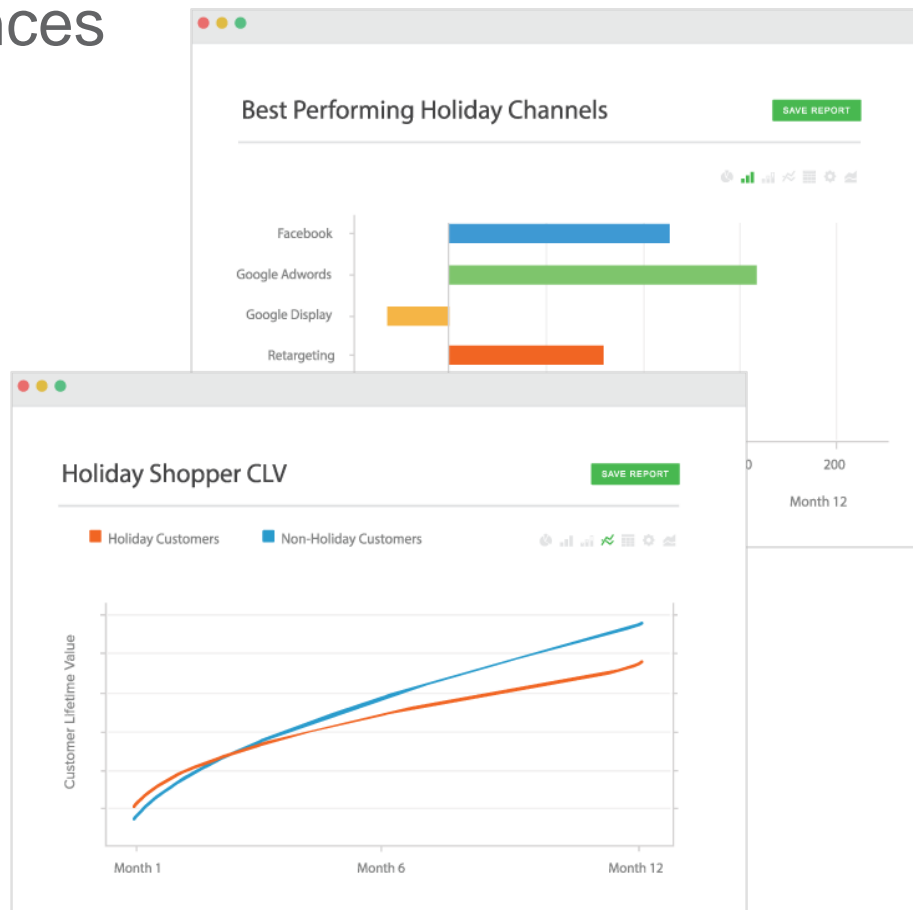 Best Performing Holiday Channels
SAVE REPORT
Facebook
Google Adwords
Google Display
Retargeting
200
Month 12
Holiday Shopper CLV
SAVE REPORT
Holiday Customers
Non-Holiday Customers
Customer Lifetime Value
Month 1
Month 6
Month 12